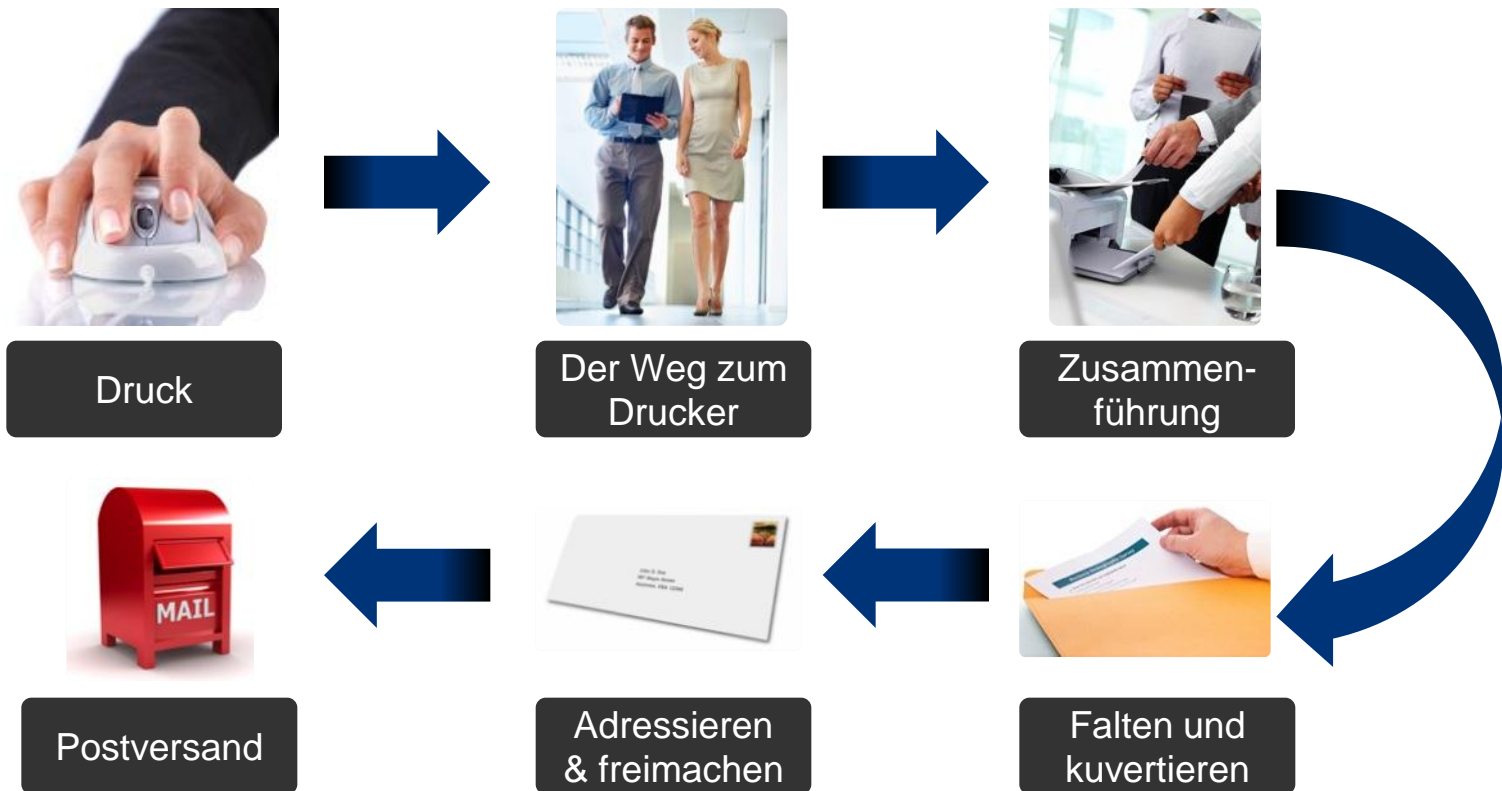 Druck
Der Weg zum
Drucker
Zusammen-
führung
MAIL
Postversand
Adressieren
& freimachen
Falten und
kuvertieren